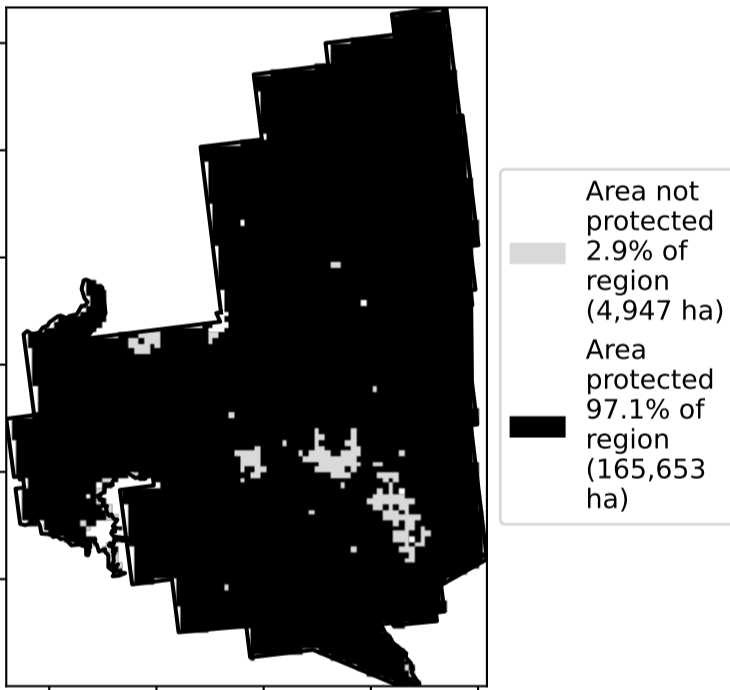 Area not
protected
2.9% of
region
(4,947 ha)
Area
protected
97.1% of
region
(165,653
ha)